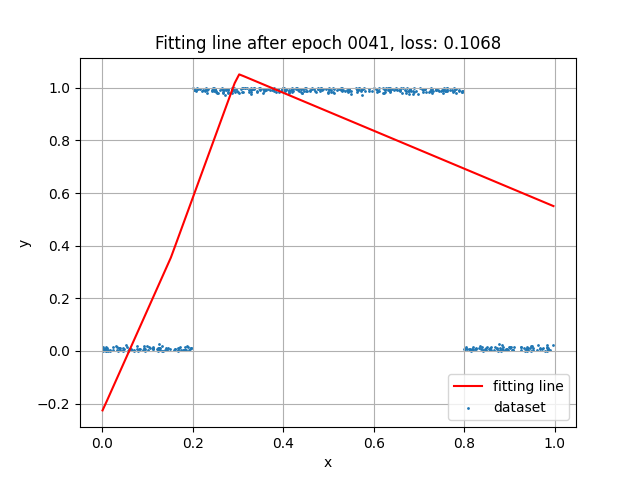 Fitting line after epoch 0041, loss: 0.1068
1.0
0.8
0.6
0.4
0.2
0.0
−0.2
y
0.0 0.2 0.4 0.6 0.8 1.0
x
fitting line
dataset